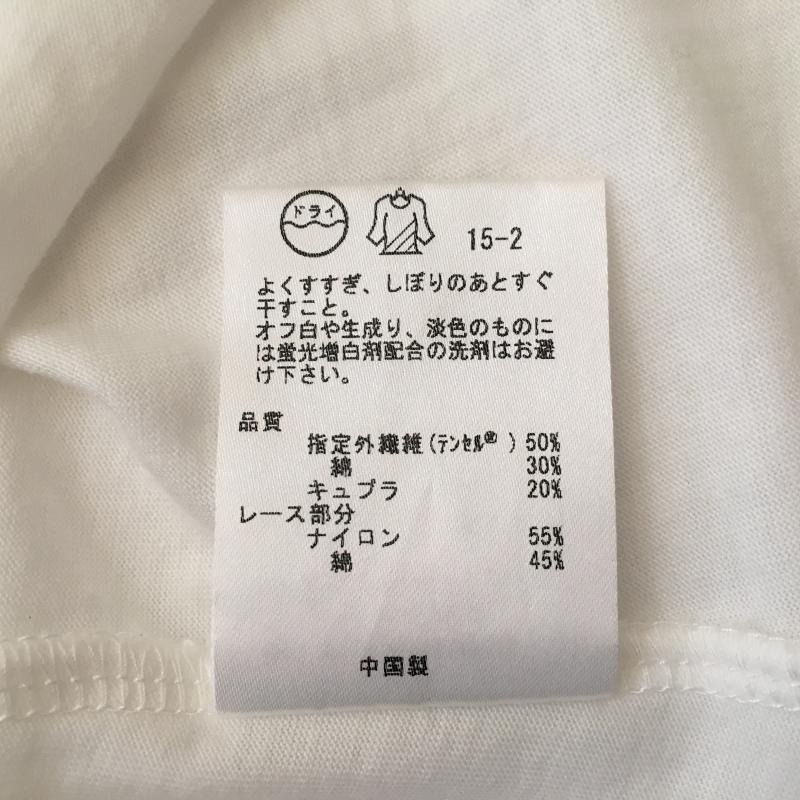 ドライ 15-2
よくすすぎ、しぼりのあとすぐ
干すこと。
オフ白や生成り、淡色のものに
は蛍光増白剤配合の洗剤はお避
け下さい。
品質
指定外繊維(ﾃﾝｾﾙ® ) 50%
綿 30%
キュプラ 20%
レース部分
ナイロン 55%
綿 45%
中国製